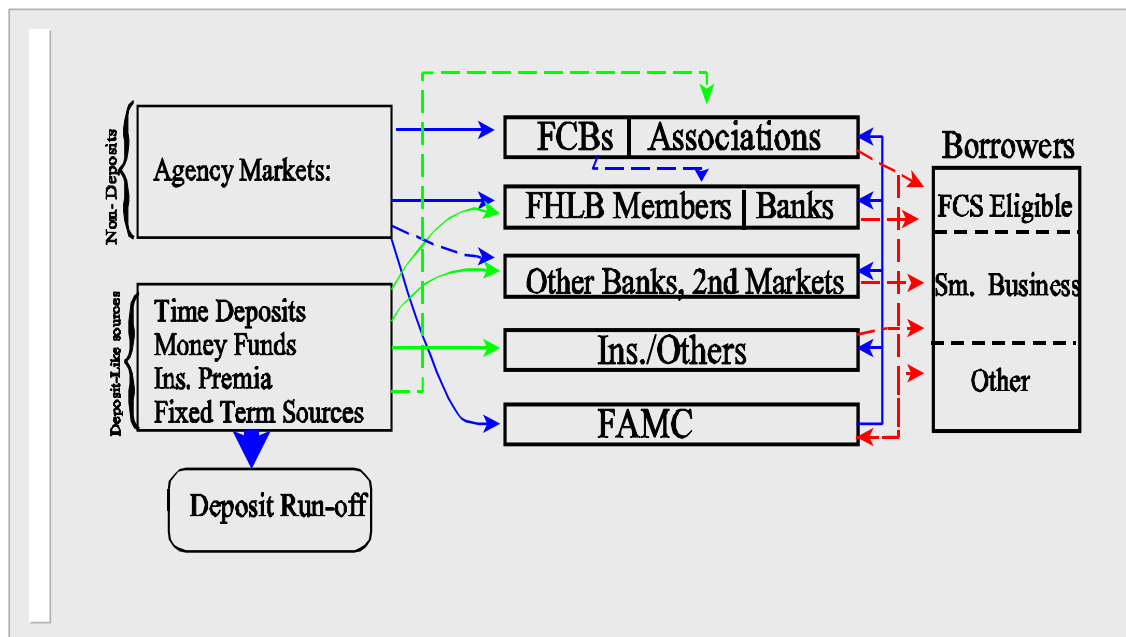 Non- Deposits
Agency Markets:
Deposit-Like sources
Time Deposits
Money Funds
Ins. Premia
Fixed Term Sources
Deposit Run-off
FCBs Associations
FHLB Members Banks
Other Banks, 2nd Markets
Ins./Others
FAMC
Borrowers
FCS Eligible
Sm. Business
Other